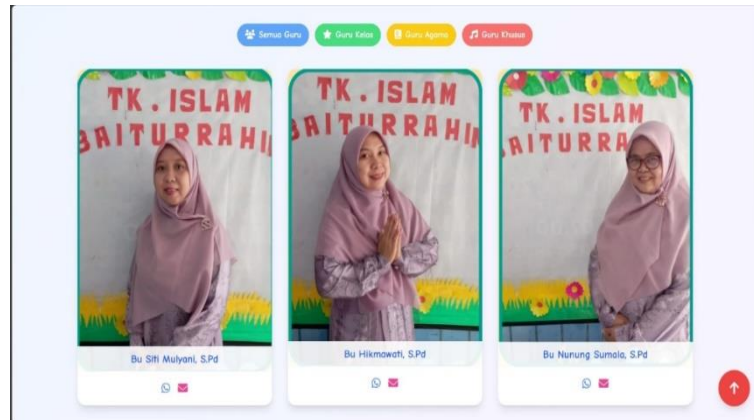 Semua Guru
Guru Kelas
Guru Agama
Guru Khusus
TK . ISLAM
BAITURRAHI
Bu Siti Mulyani, S.Pd
TK . ISLAM
BAITURRAHI
Bu Hikmawati, S.Pd
TK . ISLAM
AITURRA
Bu Nunung Sumala, S.Pd